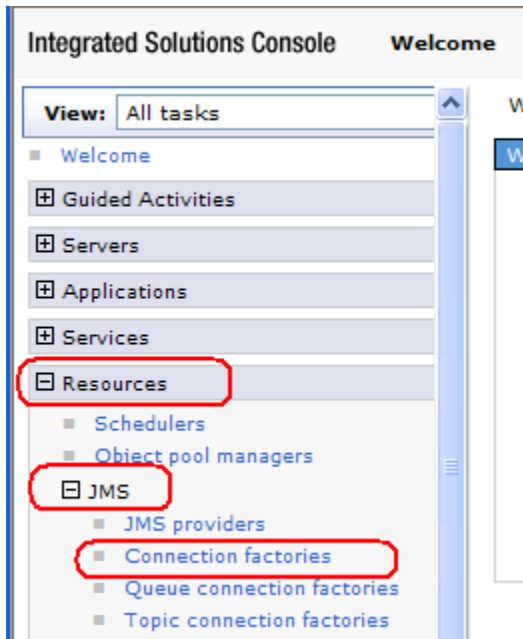 Integrated Solutions Console Welcome
View: All tasks
Welcome
Guided Activities
Servers
Applications
Services
Resources
Schedulers
Object pool managers
JMS
JMS providers
Connection factories
Queue connection factories
Topic connection factories